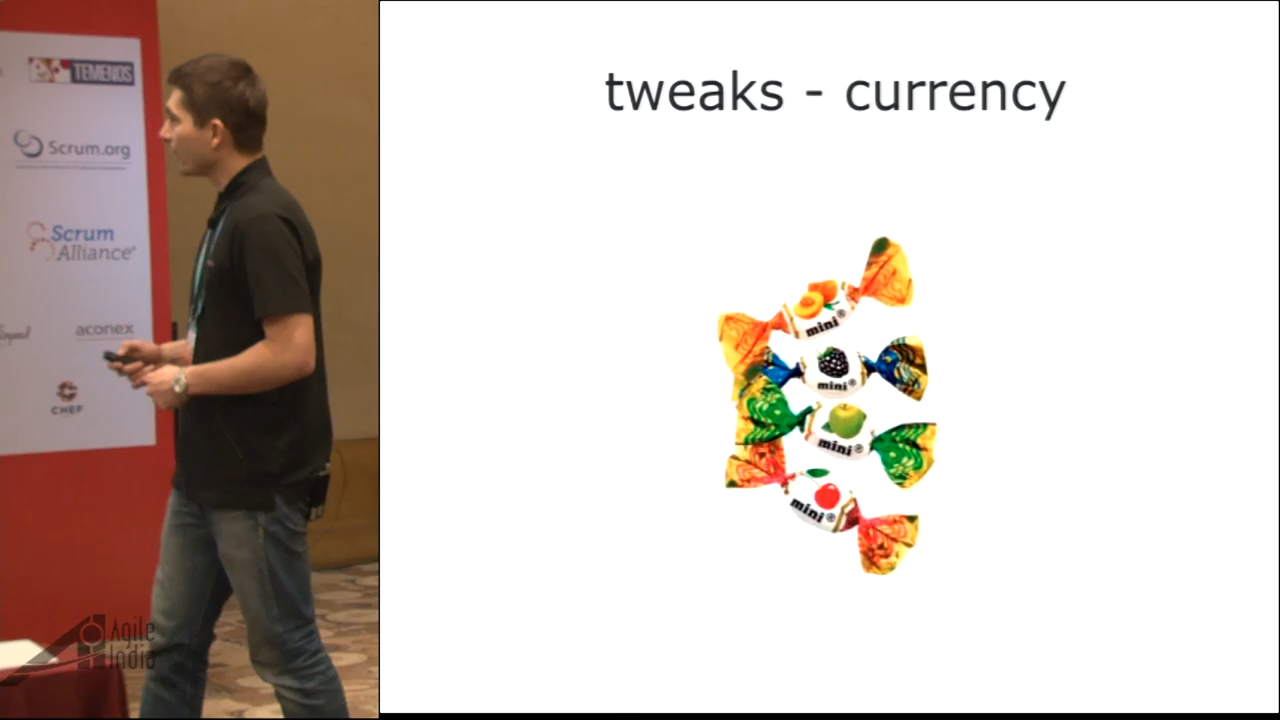 TEMENOS
Scrum.org
Scrum
Alliance®
aconex
CHEF
Agile
India
tweaks - currency
mini®
mini®
mini®
mini®